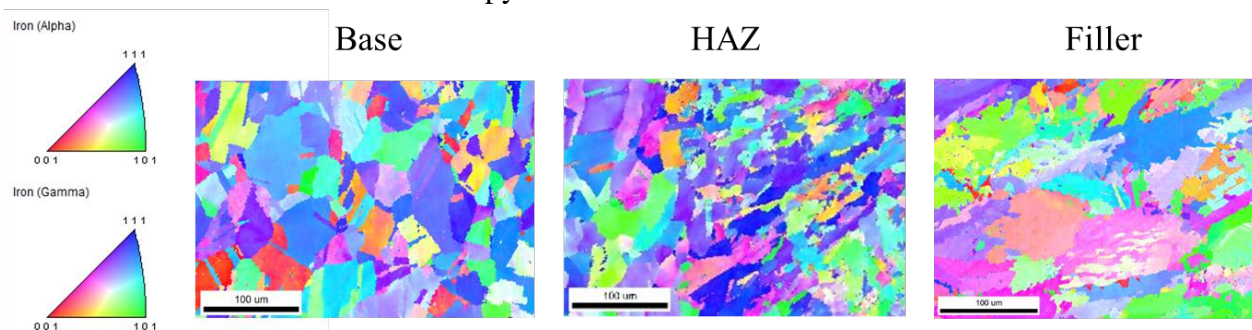 py
Iron (Alpha)
1 1 1
0 0 1
1 0 1
Iron (Gamma)
1 1 1
0 0 1
1 0 1
Base
HAZ
Filler
100 um
100 um
100 um